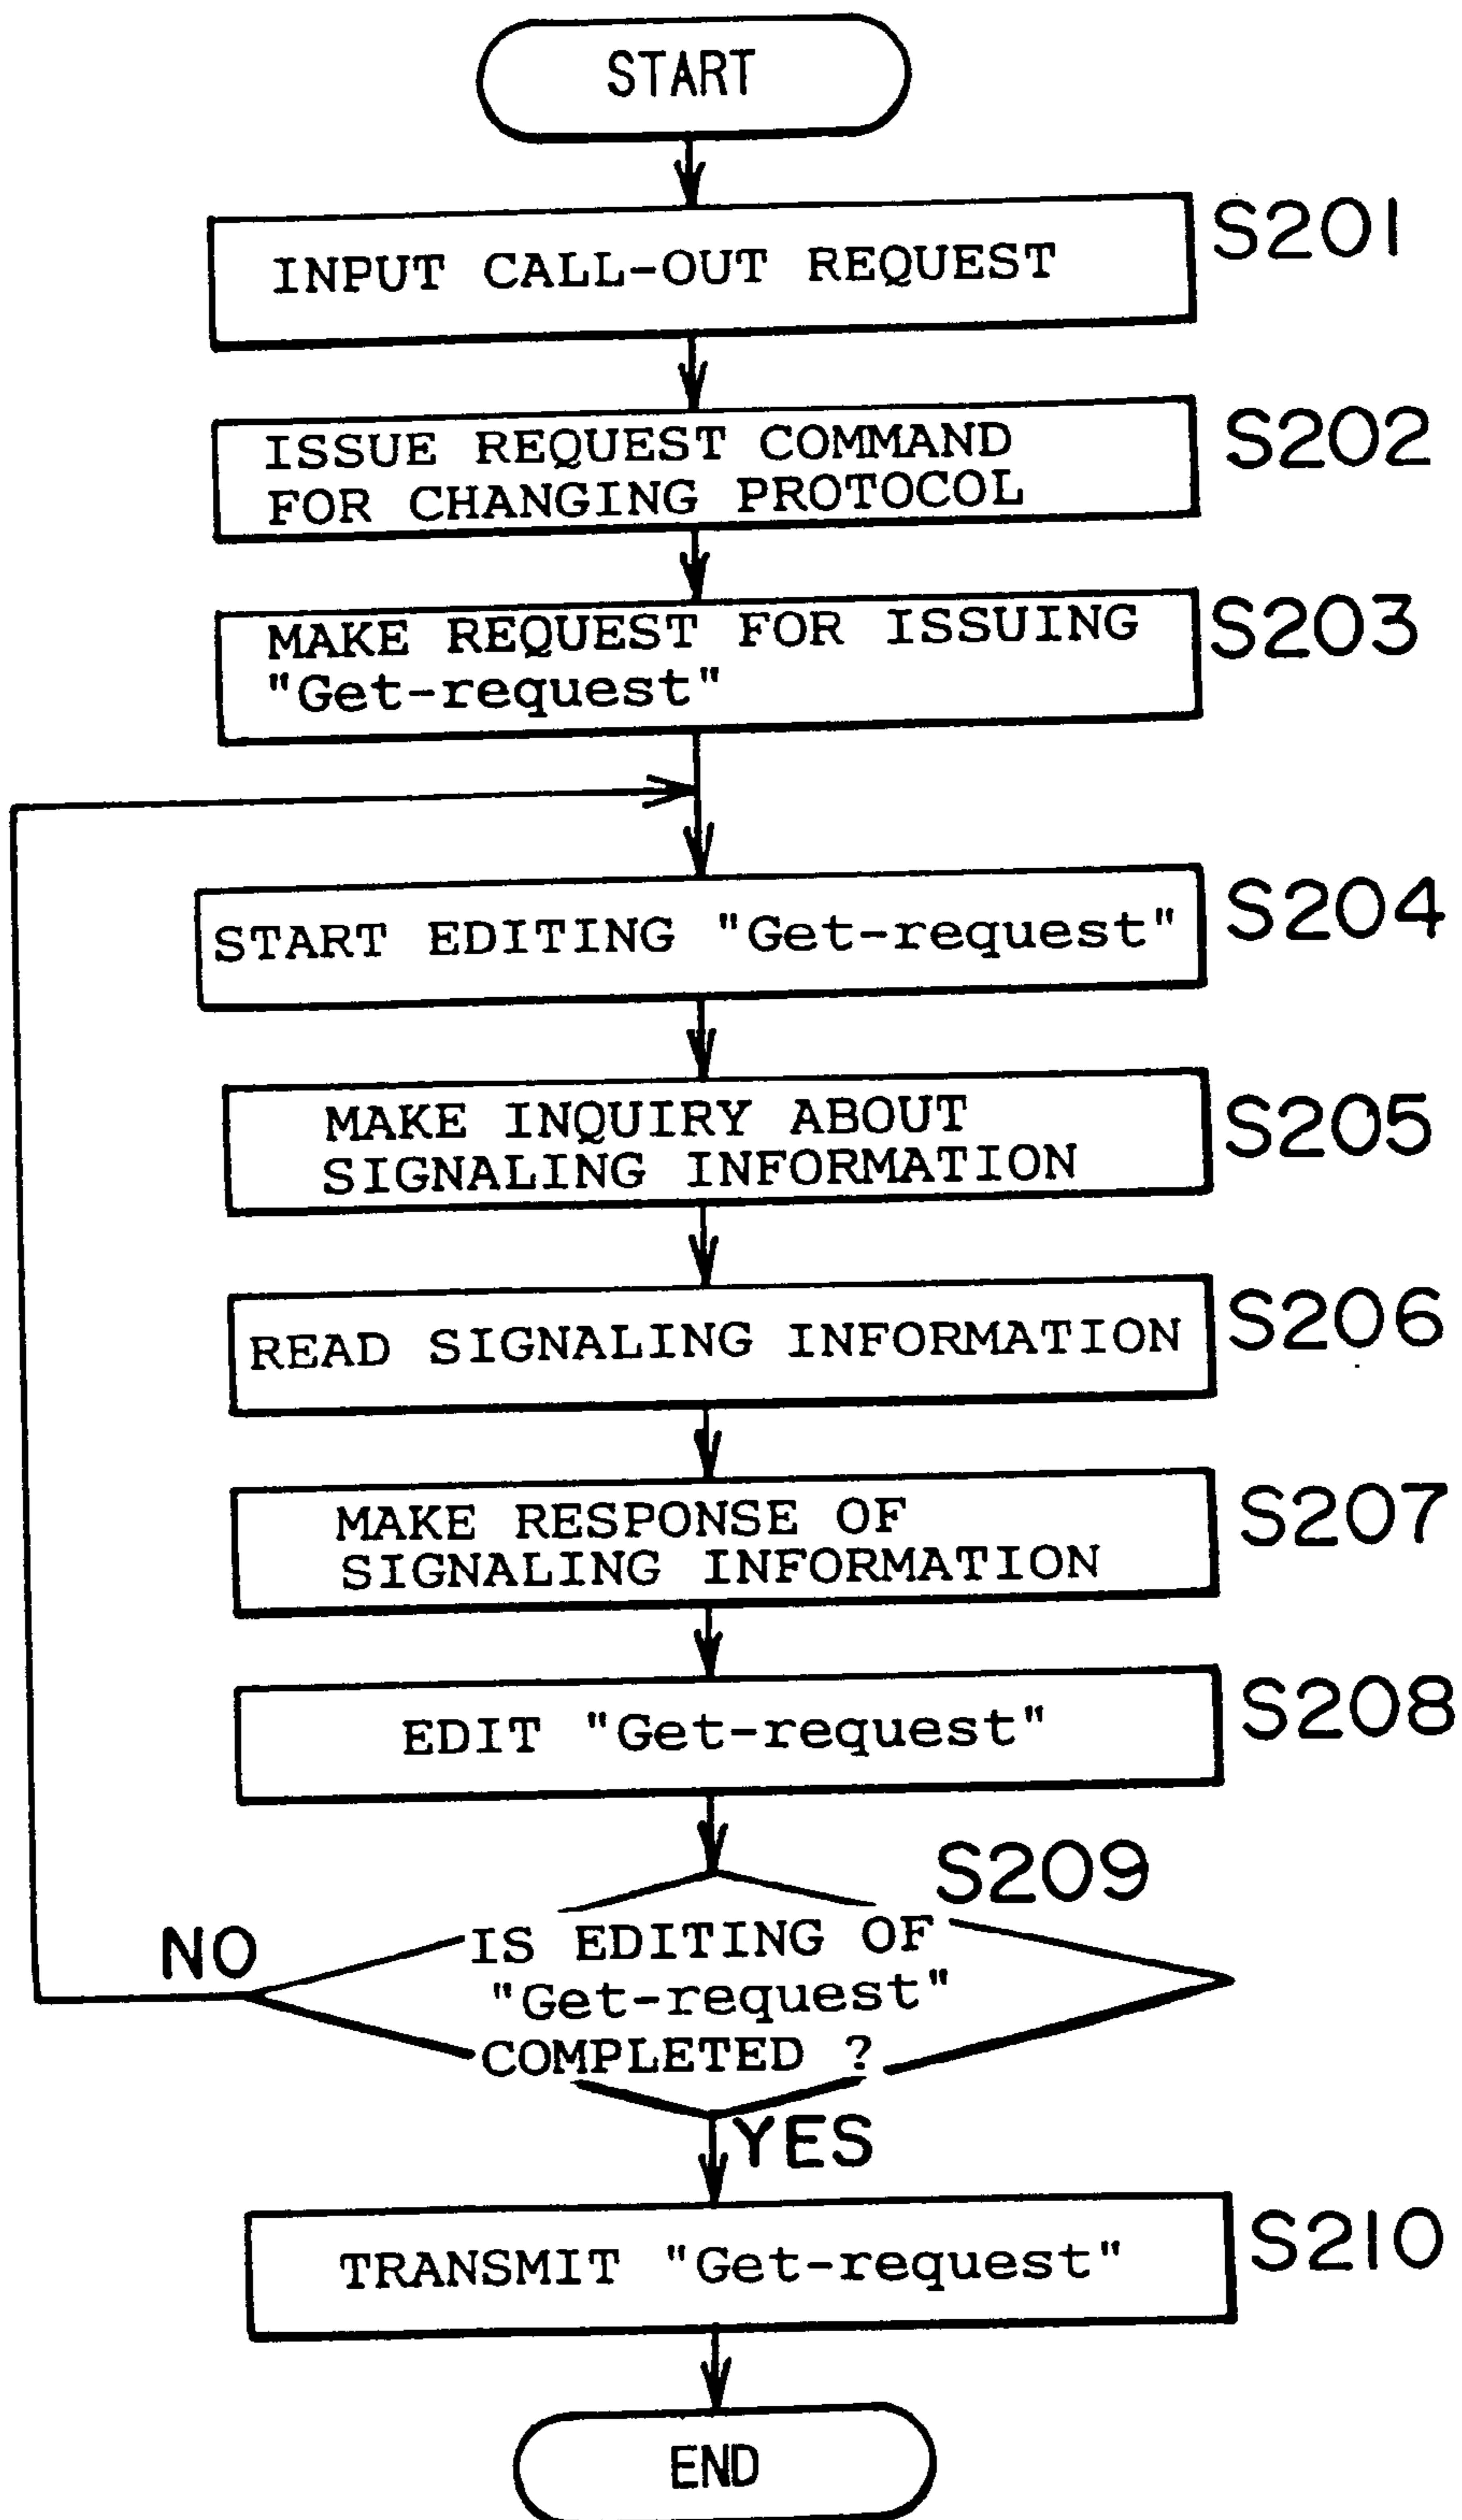 START
INPUT CALL-OUT REQUEST
S201
ISSUE REQUEST COMMAND
FOR CHANGING PROTOCOL
S202
MAKE REQUEST FOR ISSUING
"Get-request"
S203
START EDITING "Get-request"
S204
MAKE INQUIRY ABOUT
SIGNALING INFORMATION
S205
READ SIGNALING INFORMATION
S206
MAKE RESPONSE OF
SIGNALING INFORMATION
S207
EDIT "Get-request"
S208
S209
NO
IS EDITING OF
"Get-request"
COMPLETED ?
YES
TRANSMIT "Get-request"
S210
END